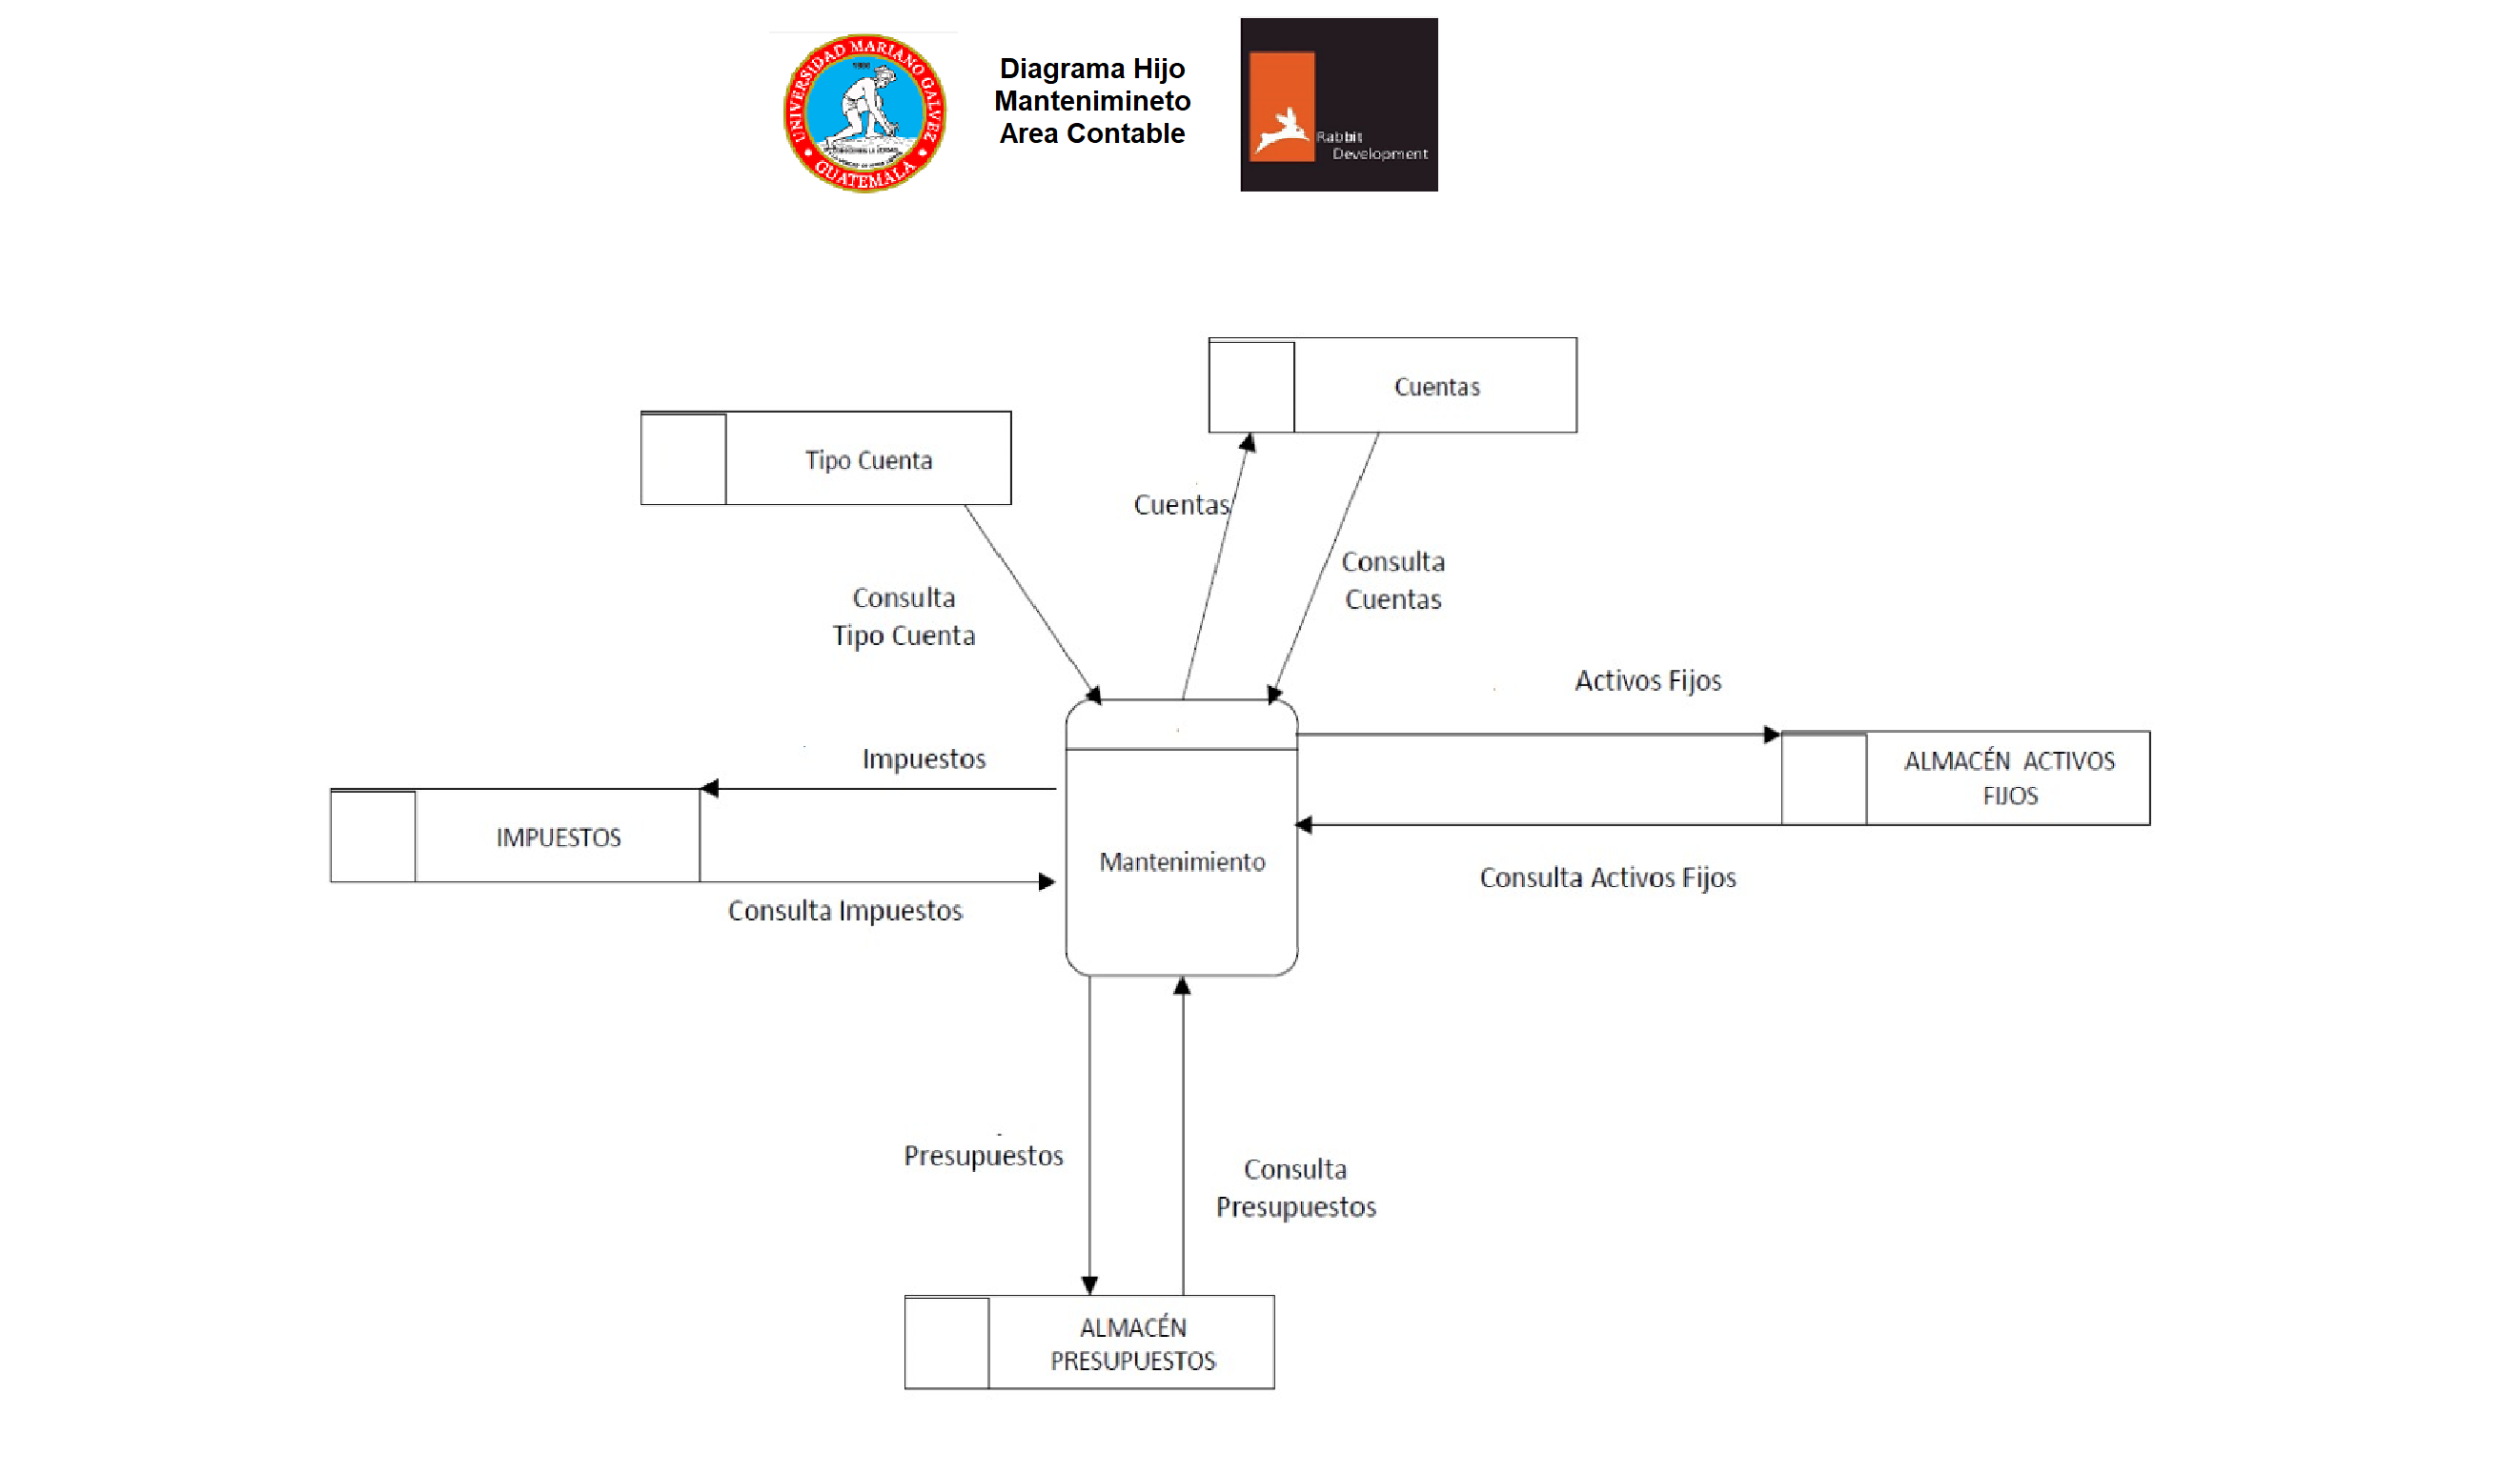 UNIVERSIDAD MARIANO GALVEZ
GUATEMALA
Diagrama Hijo
Mantenimineto
Area Contable
Rabbit
Development
Cuentas
Tipo Cuenta
Cuentas
Consulta
Cuentas
Consulta
Tipo Cuenta
Activos Fijos
Impuestos
ALMACÉN ACTIVOS
FIJOS
IMPUESTOS
Mantenimiento
Consulta Activos Fijos
Consulta Impuestos
Presupuestos
Consulta
Presupuestos
ALMACÉN
PRESUPUESTOS